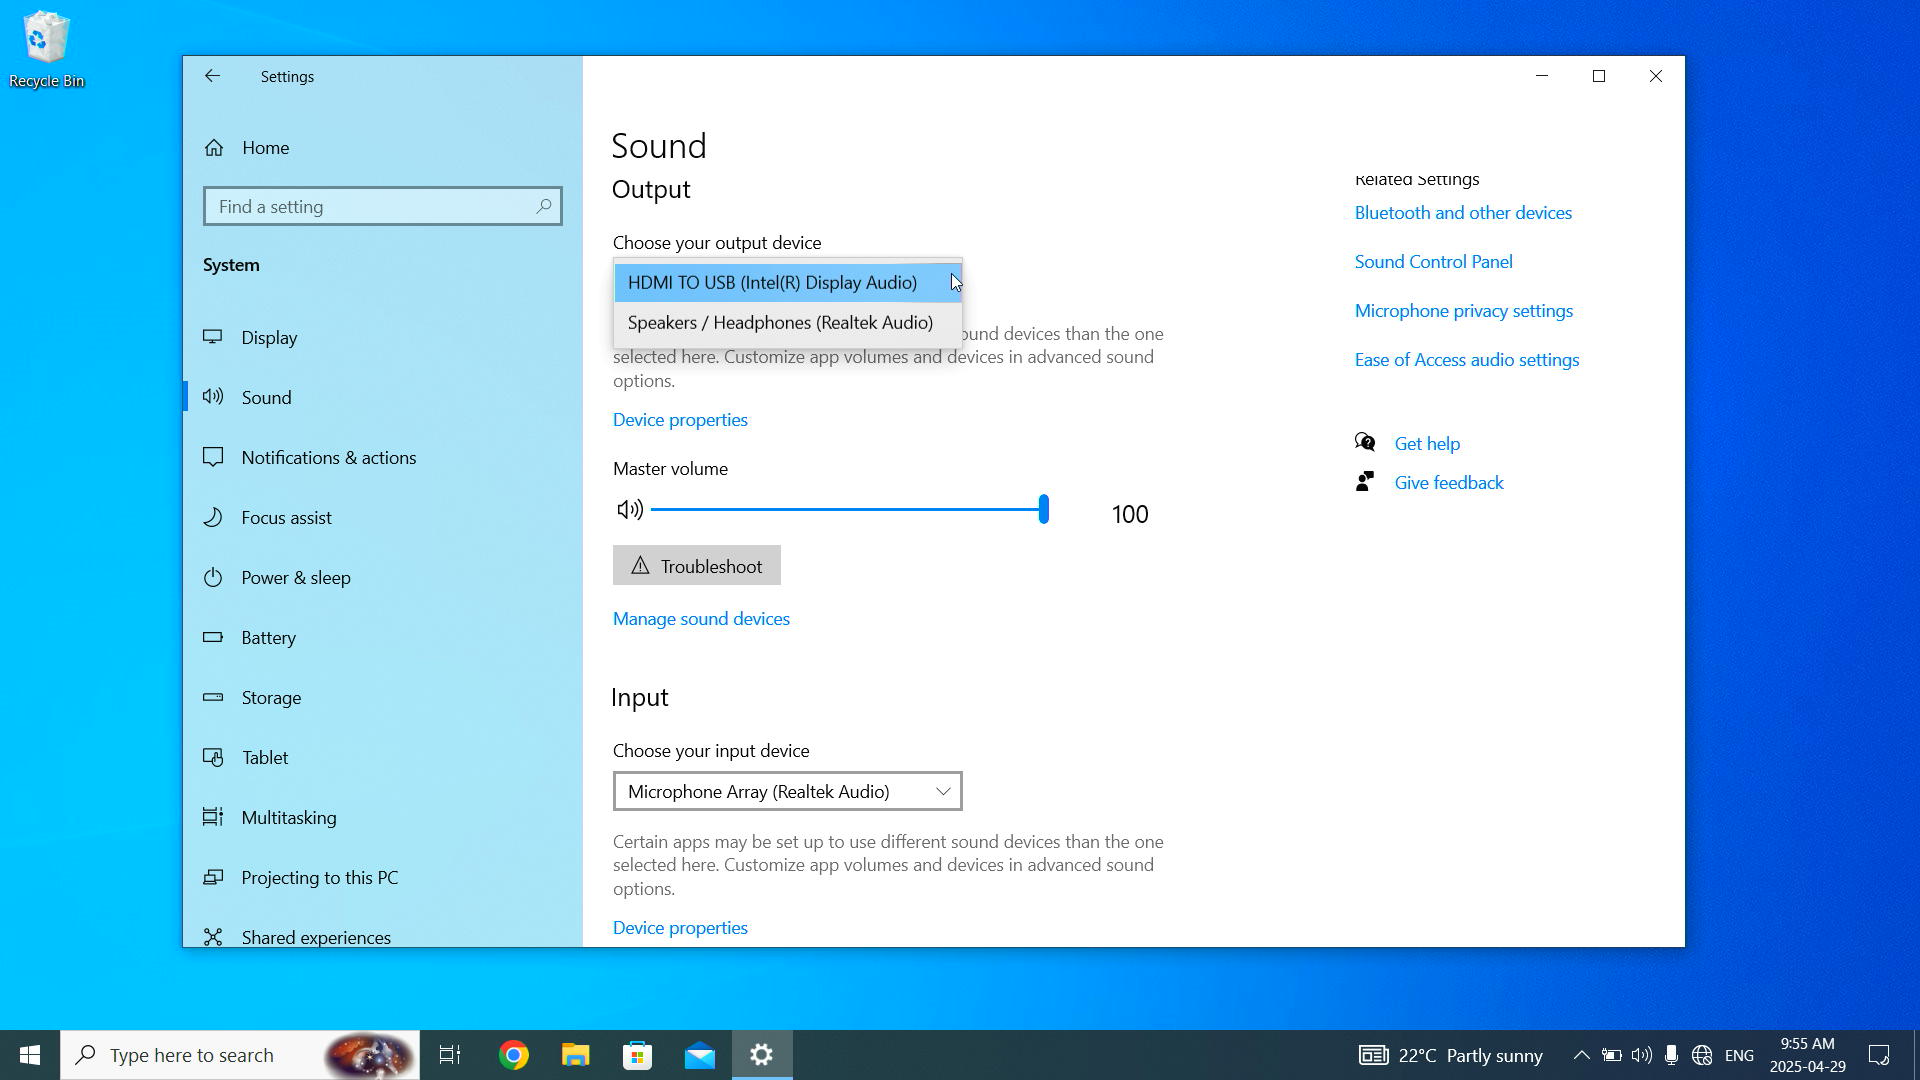 Recycle Bin
Settings
Home
Find a setting
System
Display
Sound
Notifications & actions
Focus assist
Power & sleep
Battery
Storage
Tablet
Multitasking
Projecting to this PC
Shared experiences
Sound
Output
Choose your output device
HDMI TO USB (Intel(R) Display Audio)
Speakers / Headphones (Realtek Audio)
ound devices than the one
selected here. Customize app volumes and devices in advanced sound
options.
Device properties
Master volume
100
Troubleshoot
Manage sound devices
Input
Choose your input device
Microphone Array (Realtek Audio)
Certain apps may be set up to use different sound devices than the one
selected here. Customize app volumes and devices in advanced sound
options.
Device properties
Related Settings
Bluetooth and other devices
Sound Control Panel
Microphone privacy settings
Ease of Access audio settings
Get help
Give feedback
Type here to search
22°C Partly sunny
ENG
9:55 AM
2025-04-29